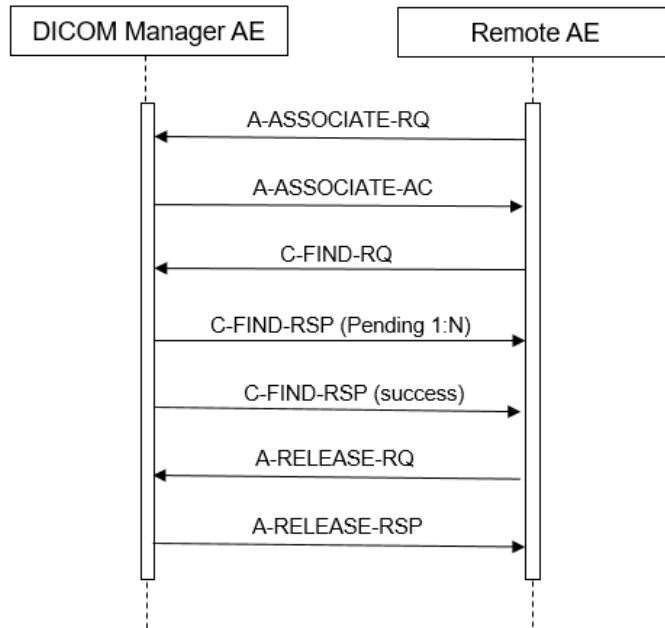 DICOM Manager AE
Remote AE
A-ASSOCIATE-RQ
A-ASSOCIATE-AC
C-FIND-RQ
C-FIND-RSP (Pending 1:N)
C-FIND-RSP (success)
A-RELEASE-RQ
A-RELEASE-RSP